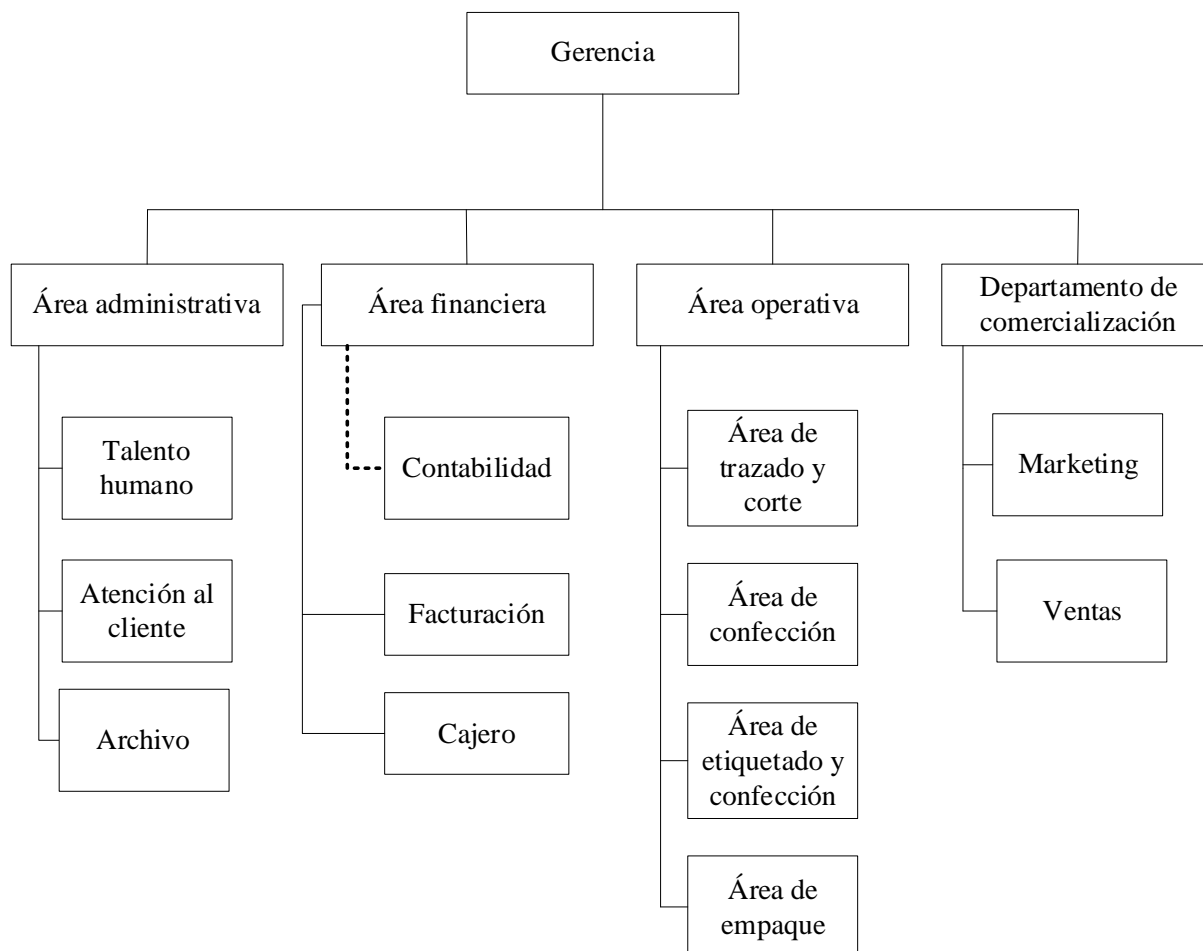 Gerencia
Área administrativa
Área financiera
Área operativa
Departamento de
comercialización
Talento
humano
Atención al
cliente
Archivo
Contabilidad
Facturación
Cajero
Área de
trazado y
corte
Área de
confección
Área de
etiquetado y
confección
Área de
empaque
Marketing
Ventas